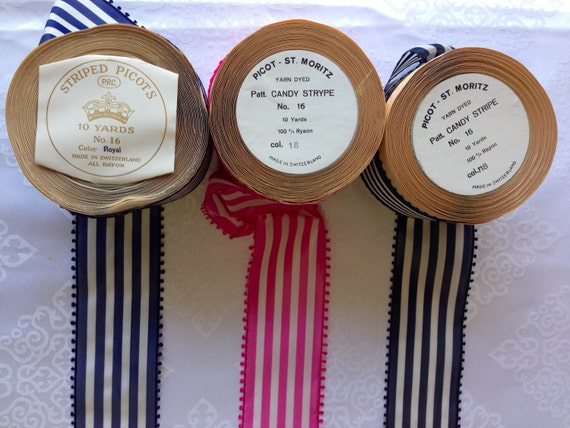 STRIPED PICOTS
PRC
10 YARDS
No. 16
Color Royal
MADE IN SWITZERLAND
ALL RAYON
PICOT - ST. MORITZ
YARN DYED
Patt. CANDY STRYPE
No. 16
10 Yards
100 % Rayon
col. 18
MADE IN SWITZERLAND
PICOT - ST. MORITZ
YARN DYED
Patt. CANDY STRIPE
No. 16
10 Yards
100 % Rayon
MADE IN SWITZERLAND